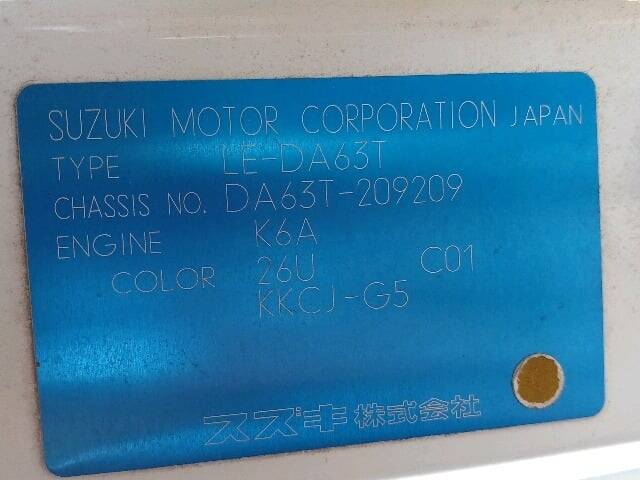 SUZUKI MOTOR CORPORATION JAPAN
TYPE LE-DA63T
CHASSIS NO. DA63T-209209
ENGINE K6A
COLOR 26U C01
KKCJ-G5
スズキ株式会社